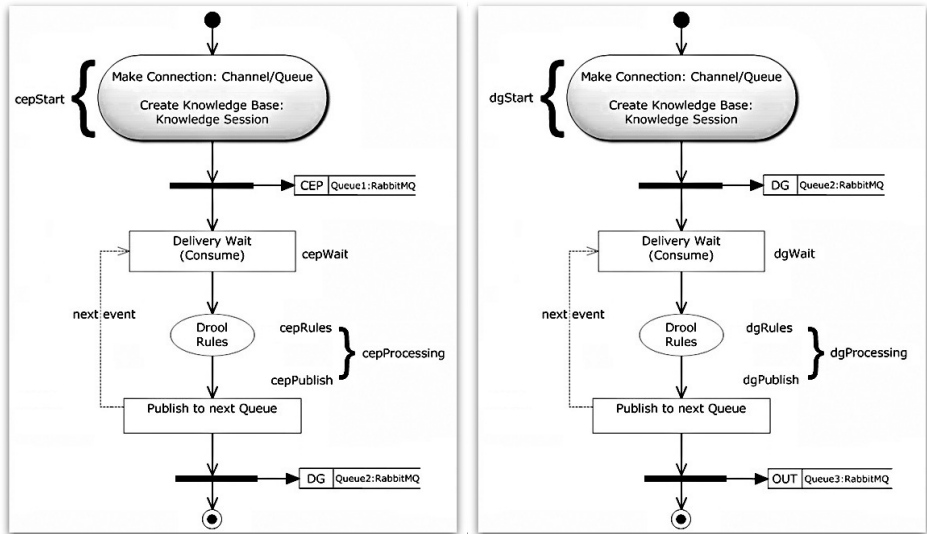 Make Connection: Channel/Queue
cepStart
Create Knowledge Base:
Knowledge Session
CEP Queue1:RabbitMQ
Delivery Wait
(Consume)
cepWait
next event
Drool
Rules
cepRules
cepProcessing
cepPublish
Publish to next Queue
DG Queue2:RabbitMQ
Make Connection: Channel/Queue
dgStart
Create Knowledge Base:
Knowledge Session
DG Queue2:RabbitMQ
Delivery Wait
(Consume)
dgWait
next event
Drool
Rules
dgRules
dgProcessing
dgPublish
Publish to next Queue
OUT Queue3:RabbitMQ